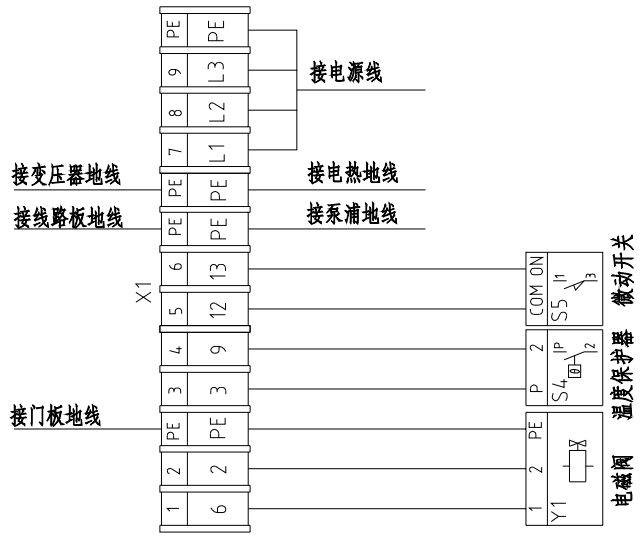 PE PE
9 L3
接电源线
8 L2
7 L1
接变压器地线 PE PE 接电热地线
接线路板地线 PE PE 接泵浦地线
X1
6 13
5 12
COM ON
S5 1 3
微动开关
4 9
3 3
P 2
S4 θ P 2
温度保护器
接门板地线 PE PE
2 2
1 6
1 2 PE
Y1
电磁阀